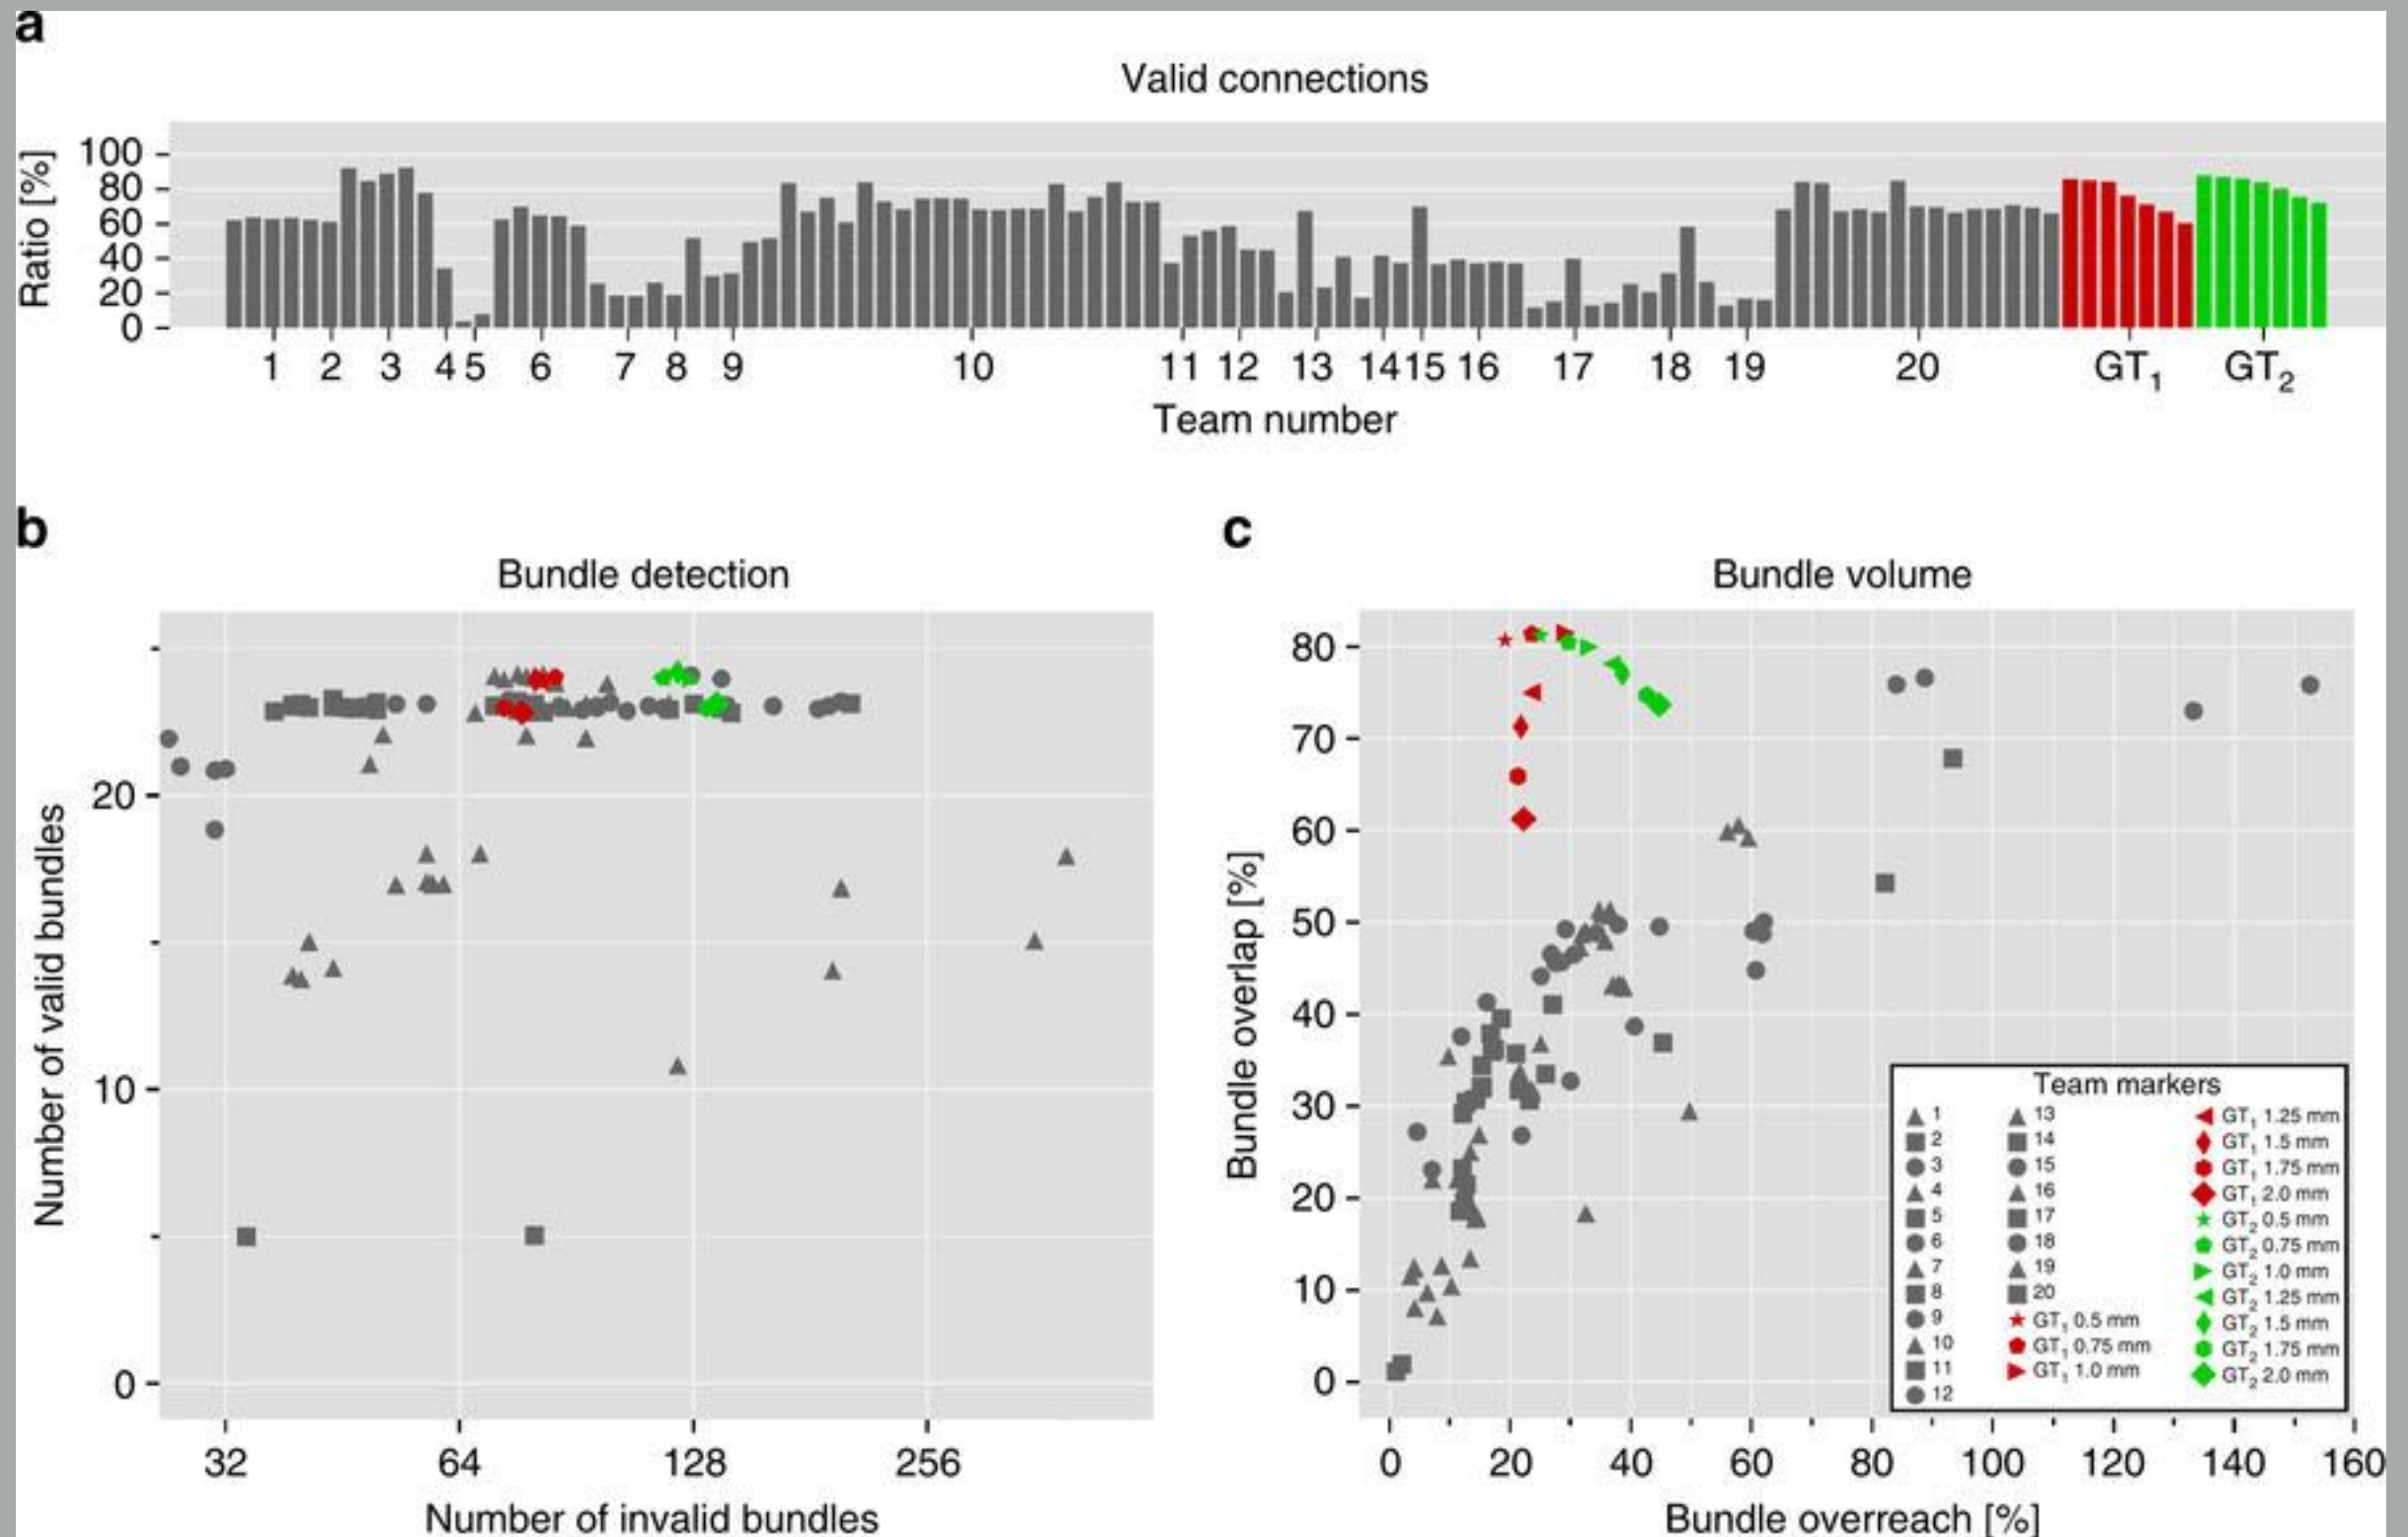 a
Valid connections
Ratio [%]
100
80
60
40
20
0
1 2 3 4 5 6 7 8 9 10 11 12 13 14 15 16 17 18 19 20 GT1 GT2
Team number
b
Bundle detection
Number of valid bundles
20
10
0
32 64 128 256
Number of invalid bundles
c
Bundle volume
Bundle overlap [%]
80
70
60
50
40
30
20
10
0
Team markers
1
2
3
4
5
6
7
8
9
10
11
12
13
14
15
16
17
18
19
20
GT1 0.5 mm
GT1 0.75 mm
GT1 1.0 mm
GT1 1.25 mm
GT1 1.5 mm
GT1 1.75 mm
GT1 2.0 mm
GT2 0.5 mm
GT2 0.75 mm
GT2 1.0 mm
GT2 1.25 mm
GT2 1.5 mm
GT2 1.75 mm
GT2 2.0 mm
0 20 40 60 80 100 120 140 160
Bundle overreach [%]